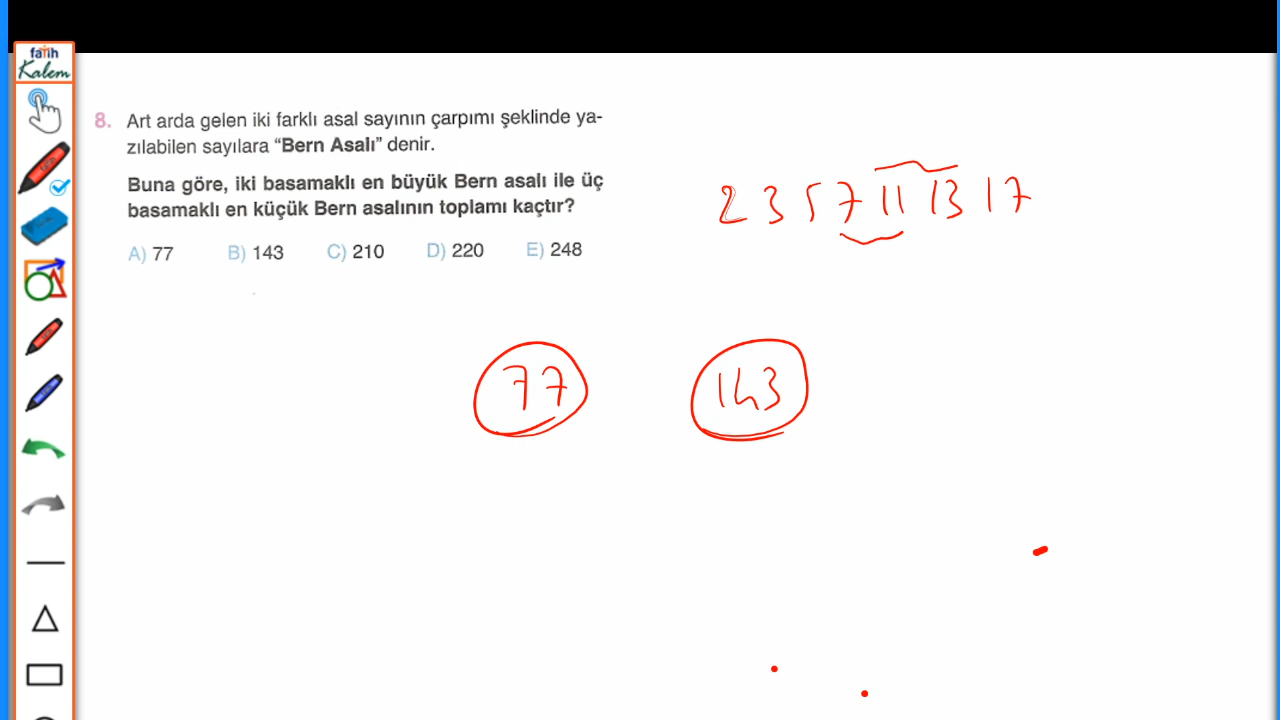 fatih
Kalem
8. Art arda gelen iki farklı asal sayının çarpımı şeklinde ya-
zılabilen sayılara “Bern Asalı” denir.
Buna göre, iki basamaklı en büyük Bern asalı ile üç
basamaklı en küçük Bern asalının toplamı kaçtır?
A) 77 B) 143 C) 210 D) 220 E) 248
2 3 5 7 11 13 17
77 143